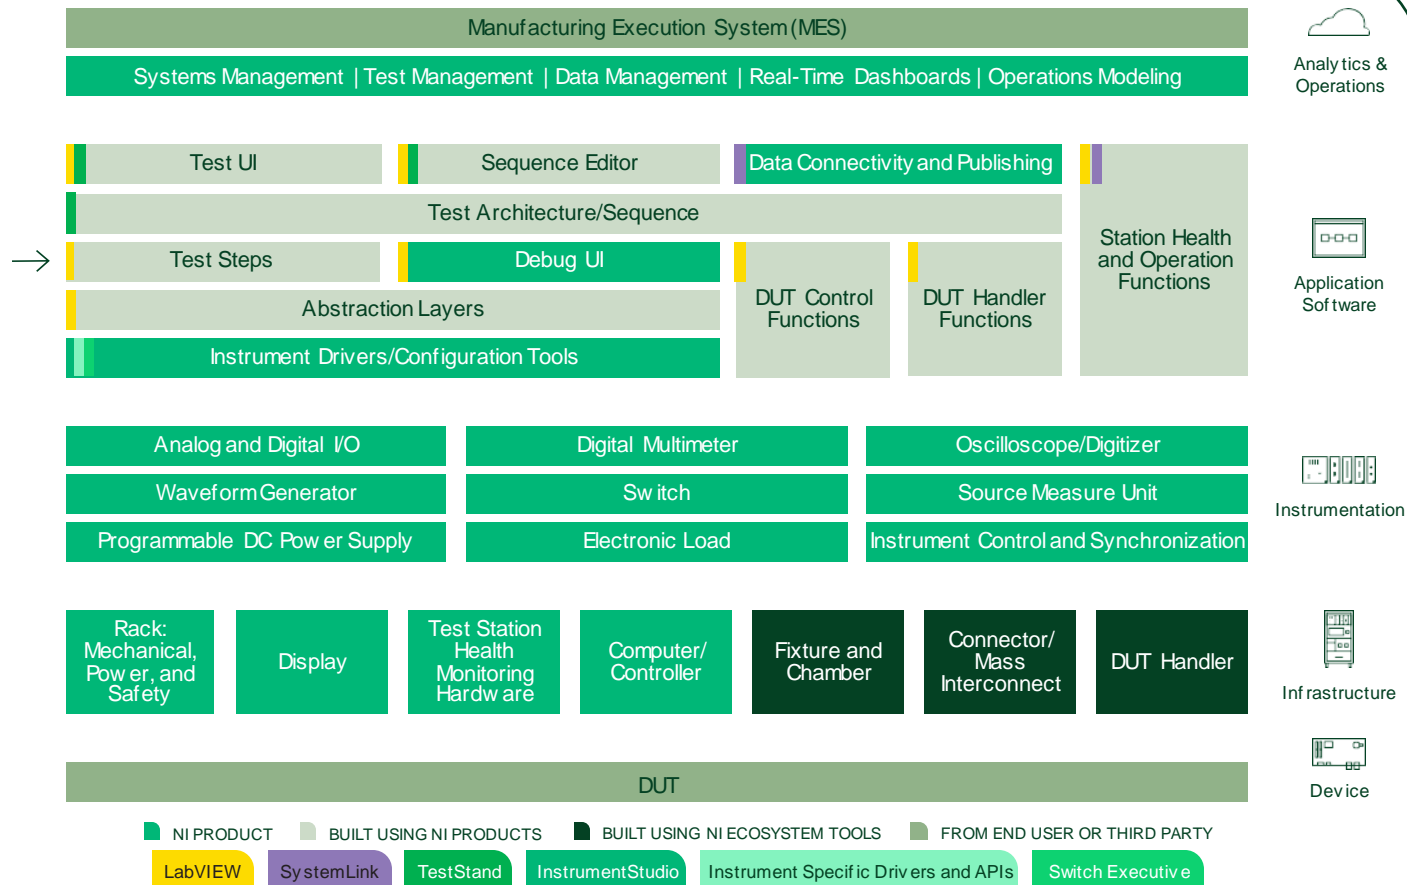 Manufacturing Execution System (MES)
Systems Management | Test Management | Data Management | Real-Time Dashboards | Operations Modeling
Analytics &
Operations
Test UI
Sequence Editor
Data Connectivity and Publishing
Test Architecture/Sequence
Test Steps
Debug UI
Station Health
and Operation
Functions
Abstraction Layers
DUT Control
Functions
DUT Handler
Functions
Instrument Drivers/Configuration Tools
Application
Software
Analog and Digital I/O
Digital Multimeter
Oscilloscope/Digitizer
Waveform Generator
Switch
Source Measure Unit
Programmable DC Power Supply
Electronic Load
Instrument Control and Synchronization
Instrumentation
Rack:
Mechanical,
Power, and
Safety
Display
Test Station
Health
Monitoring
Hardware
Computer/
Controller
Fixture and
Chamber
Connector/
Mass
Interconnect
DUT Handler
Infrastructure
DUT
Device
NI PRODUCT
BUILT USING NI PRODUCTS
BUILT USING NI ECOSYSTEM TOOLS
FROM END USER OR THIRD PARTY
LabVIEW
SystemLink
TestStand
InstrumentStudio
Instrument Specific Drivers and APIs
Switch Executive